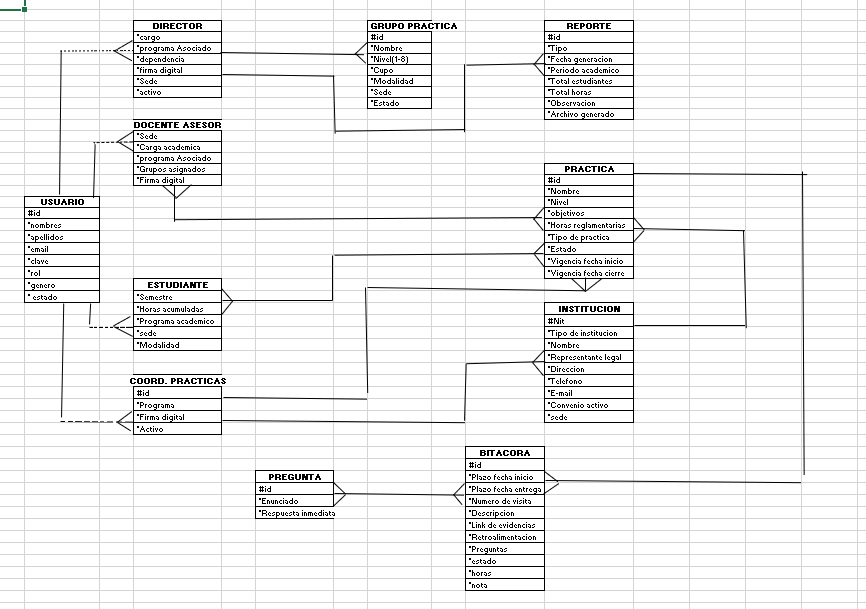 DIRECTOR
*cargo
*programa Asociado
*dependencia
*firma digital
*Sede
*activo
GRUPO PRACTICA
#id
*Nombre
*Nivel(1-8)
*Cupo
*Modalidad
*Sede
*Estado
REPORTE
#id
*Tipo
*Fecha generacion
*Periodo academico
*Total estudiantes
*Total horas
*Observacion
*Archivo generado
DOCENTE ASESOR
*Sede
*Carga academica
*programa Asociado
*Grupos asignados
*Firma digital
PRACTICA
#id
*Nombre
*Nivel
*objetivos
*Horas reglamentarias
*Tipo de practica
*Estado
*Vigencia fecha inicio
*Vigencia fecha cierre
USUARIO
#id
*nombres
*apellidos
*email
*clave
*rol
*genero
* estado
ESTUDIANTE
*Semestre
*Horas acumuladas
*Programa academico
*sede
*Modalidad
INSTITUCION
#Nit
*Tipo de institucion
*Nombre
*Representante legal
*Direccion
*Telefono
*E-mail
*Convenio activo
*sede
COORD. PRACTICAS
#id
*Programa
*Firma digital
*Activo
BITACORA
#id
*Plazo fecha inicio
*Plazo fecha entrega
*Numero de visita
*Descripcion
*Link de evidencias
*Retroalimentacion
*Preguntas
*estado
*horas
*nota
PREGUNTA
#id
*Enunciado
*Respuesta inmediata